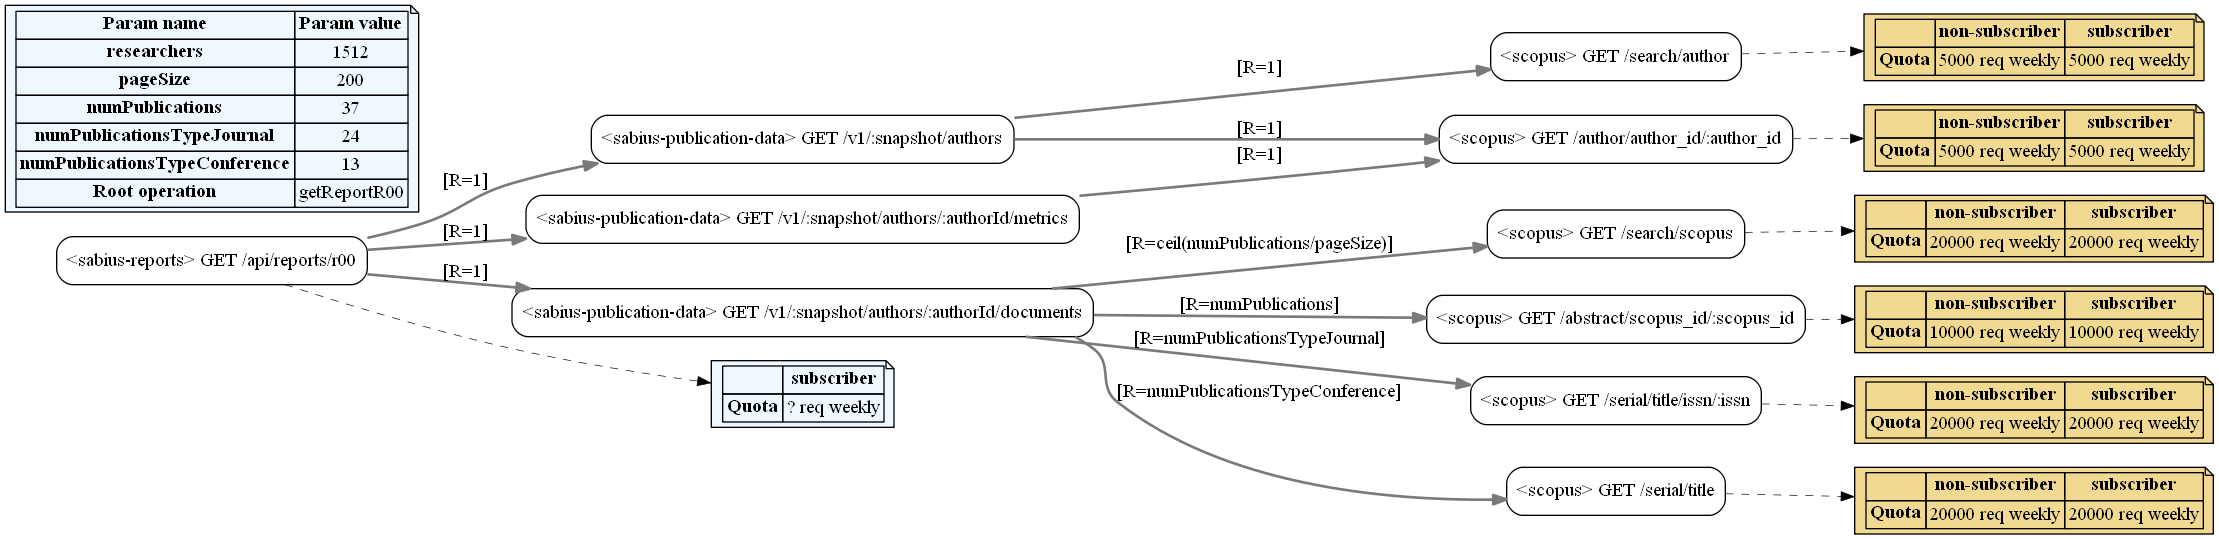 Param name Param value
researchers 1512
pageSize 200
numPublications 37
numPublicationsTypeJournal 24
numPublicationsTypeConference 13
Root operation getReportR00
<sabius-reports> GET /api/reports/r00
[R=1]
[R=1]
[R=1]
subscriber
Quota ? req weekly
<sabius-publication-data> GET /v1/:snapshot/authors
<sabius-publication-data> GET /v1/:snapshot/authors/:authorId/metrics
<sabius-publication-data> GET /v1/:snapshot/authors/:authorId/documents
[R=1]
[R=1]
[R=1]
[R=ceil(numPublications/pageSize)]
[R=numPublications]
[R=numPublicationsTypeJournal]
[R=numPublicationsTypeConference]
<scopus> GET /search/author
non-subscriber subscriber
Quota 5000 req weekly 5000 req weekly
<scopus> GET /author/author_id/:author_id
non-subscriber subscriber
Quota 5000 req weekly 5000 req weekly
<scopus> GET /search/scopus
non-subscriber subscriber
Quota 20000 req weekly 20000 req weekly
<scopus> GET /abstract/scopus_id/:scopus_id
non-subscriber subscriber
Quota 10000 req weekly 10000 req weekly
<scopus> GET /serial/title/issn/:issn
non-subscriber subscriber
Quota 20000 req weekly 20000 req weekly
<scopus> GET /serial/title
non-subscriber subscriber
Quota 20000 req weekly 20000 req weekly